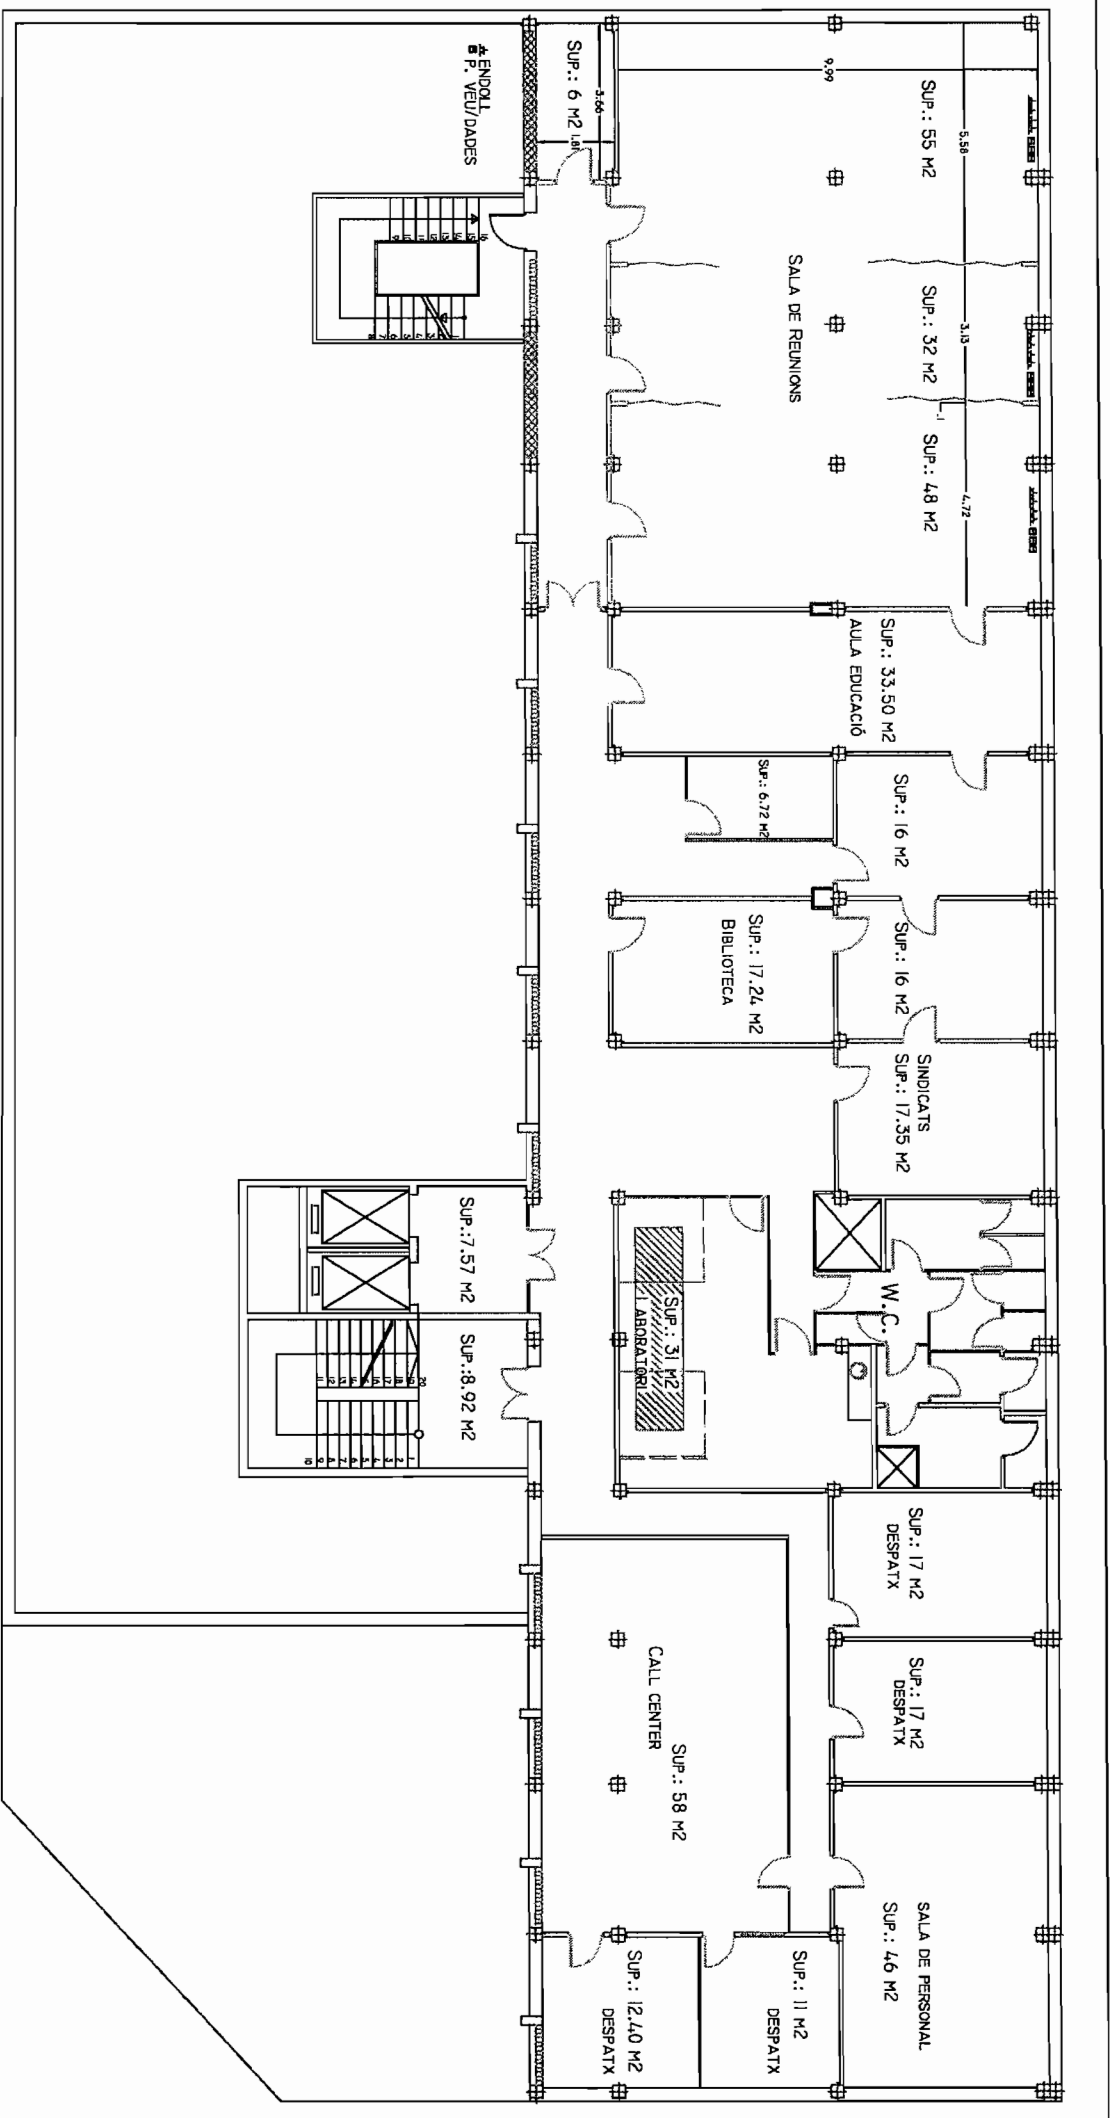 ENDOLL
P. VEU/DADES
SUP.: 6 M2
3.66
1.81
9.99
SUP.: 55 M2
5.58
SALA DE REUNIONS
SUP.: 32 M2
3.13
SUP.: 48 M2
4.72
.1
SUP.: 33.50 M2
AULA EDUCACIÓ
SUP.: 6.72 M2
SUP.: 16 M2
SUP.: 16 M2
SUP.: 17.24 M2
BIBLIOTECA
SINDICATS
SUP.: 17.35 M2
SUP.:7.57 M2
SUP.:8.92 M2
SUP.: 31 M2
LABORATORI
W.C.
SUP.: 17 M2
DESPATX
SUP.: 17 M2
DESPATX
CALL CENTER
SUP.: 58 M2
SALA DE PERSONAL
SUP.: 46 M2
SUP.: 11 M2
DESPATX
SUP.: 12.40 M2
DESPATX